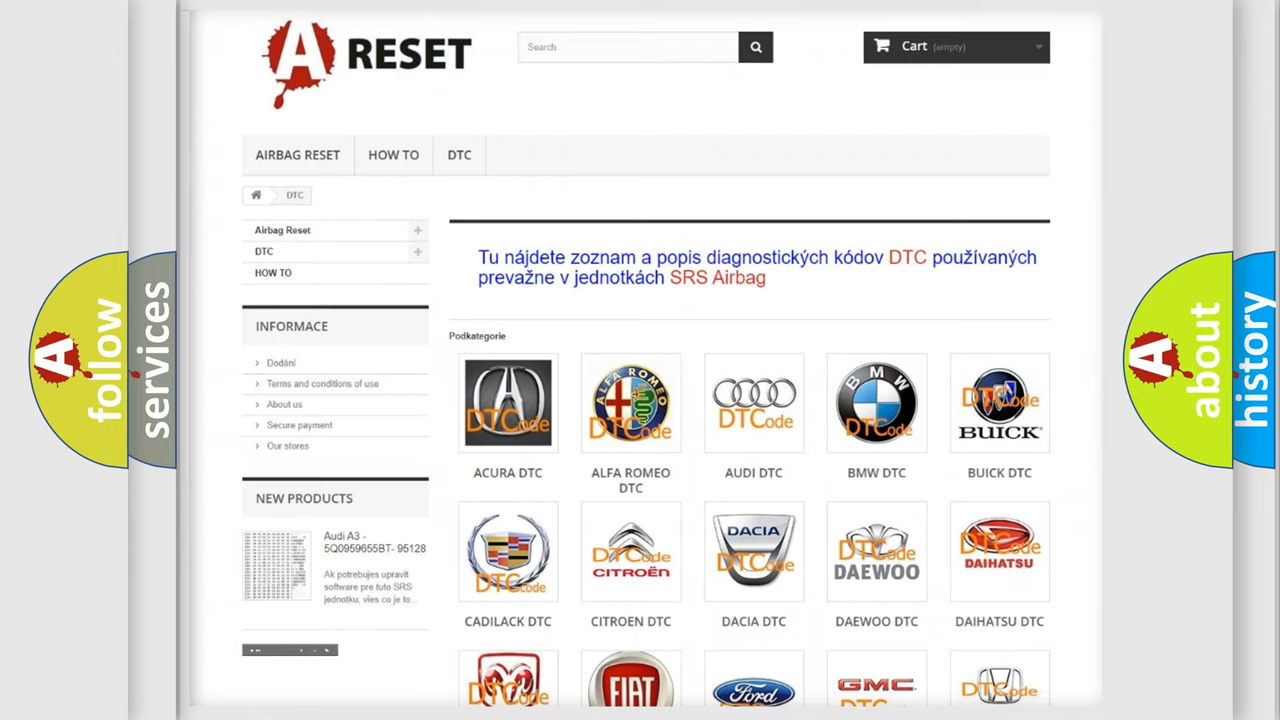 A RESET
Search
Cart (empty)
AIRBAG RESET
HOW TO
DTC
DTC
Airbag Reset
DTC
HOW TO
Tu nájdete zoznam a popis diagnostických kódov DTC používaných
prevažne v jednotkách SRS Airbag
INFORMACE
Podkategorie
Dodání
Terms and conditions of use
About us
Secure payment
Our stores
DTCode
ALFA ROMEO
DTCode
DTCode
BMW
DTCode
DTCode
BUICK
ACURA DTC
ALFA ROMEO
DTC
AUDI DTC
BMW DTC
BUICK DTC
NEW PRODUCTS
Audi A3 -
5Q0959655BT- 95128
Ak potrebujes upravit
software pre tuto SRS
jednotku, vies co je to...
DTCode
DTCode
CITROËN
DACIA
DTCode
DTCode
DAEWOO
DTCode
DAIHATSU
CADILACK DTC
CITROEN DTC
DACIA DTC
DAEWOO DTC
DAIHATSU DTC
DTCode
FIAT
Ford
GMC
DTCode
A follow
services
A about
history